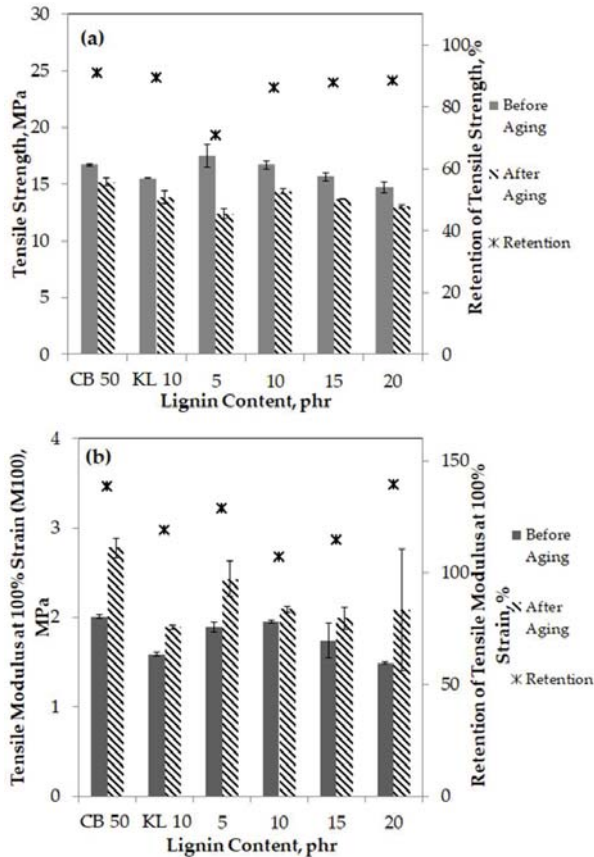 (a)
Tensile Strength, MPa
30
25
20
15
10
5
0
100
80
60
40
20
0
Retention of Tensile Strength, %
Before
Aging
After
Aging
Retention
CB 50 KL 10 5 10 15 20
Lignin Content, phr
(b)
Tensile Modulus at 100% Strain (M100),
MPa
4
3
2
1
0
150
100
50
0
Retention of Tensile Modulus at 100%
Strain, %
Before
Aging
After
Aging
Retention
CB 50 KL 10 5 10 15 20
Lignin Content, phr